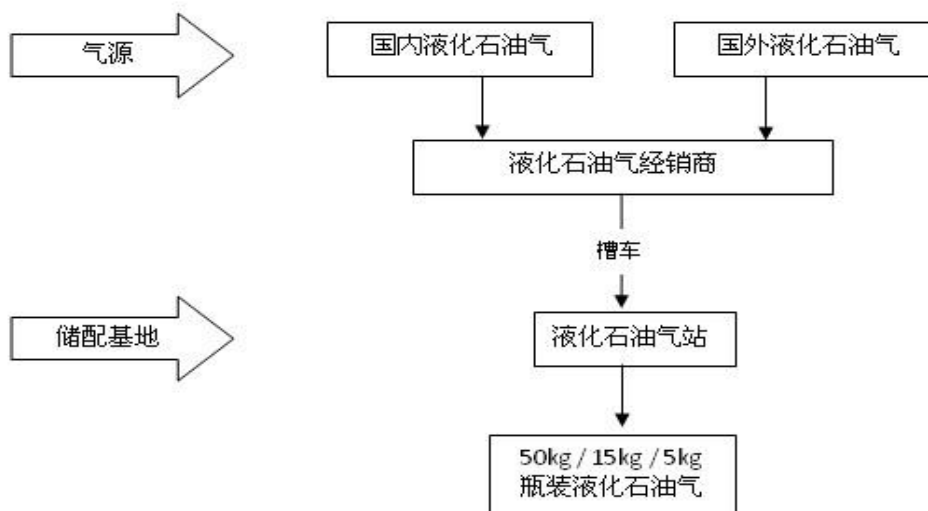 气源
国内液化石油气
国外液化石油气
液化石油气经销商
槽车
储配基地
液化石油气站
50kg / 15kg / 5kg
瓶装液化石油气